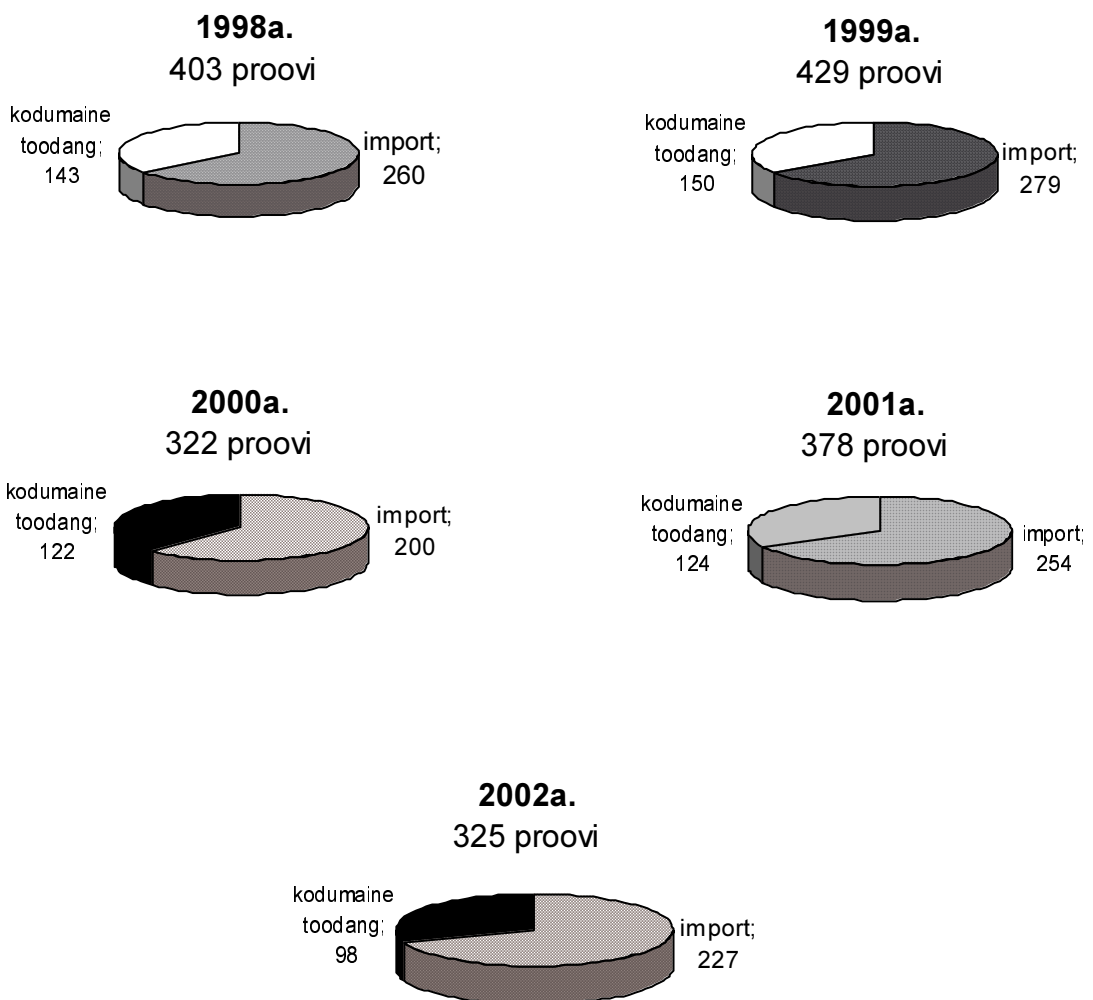 1998a.
403 proovi
kodumaine
toodang;
143
import;
260
1999a.
429 proovi
kodumaine
toodang;
150
import;
279
2000a.
322 proovi
kodumaine
toodang;
122
import;
200
2001a.
378 proovi
kodumaine
toodang;
124
import;
254
2002a.
325 proovi
kodumaine
toodang;
98
import;
227